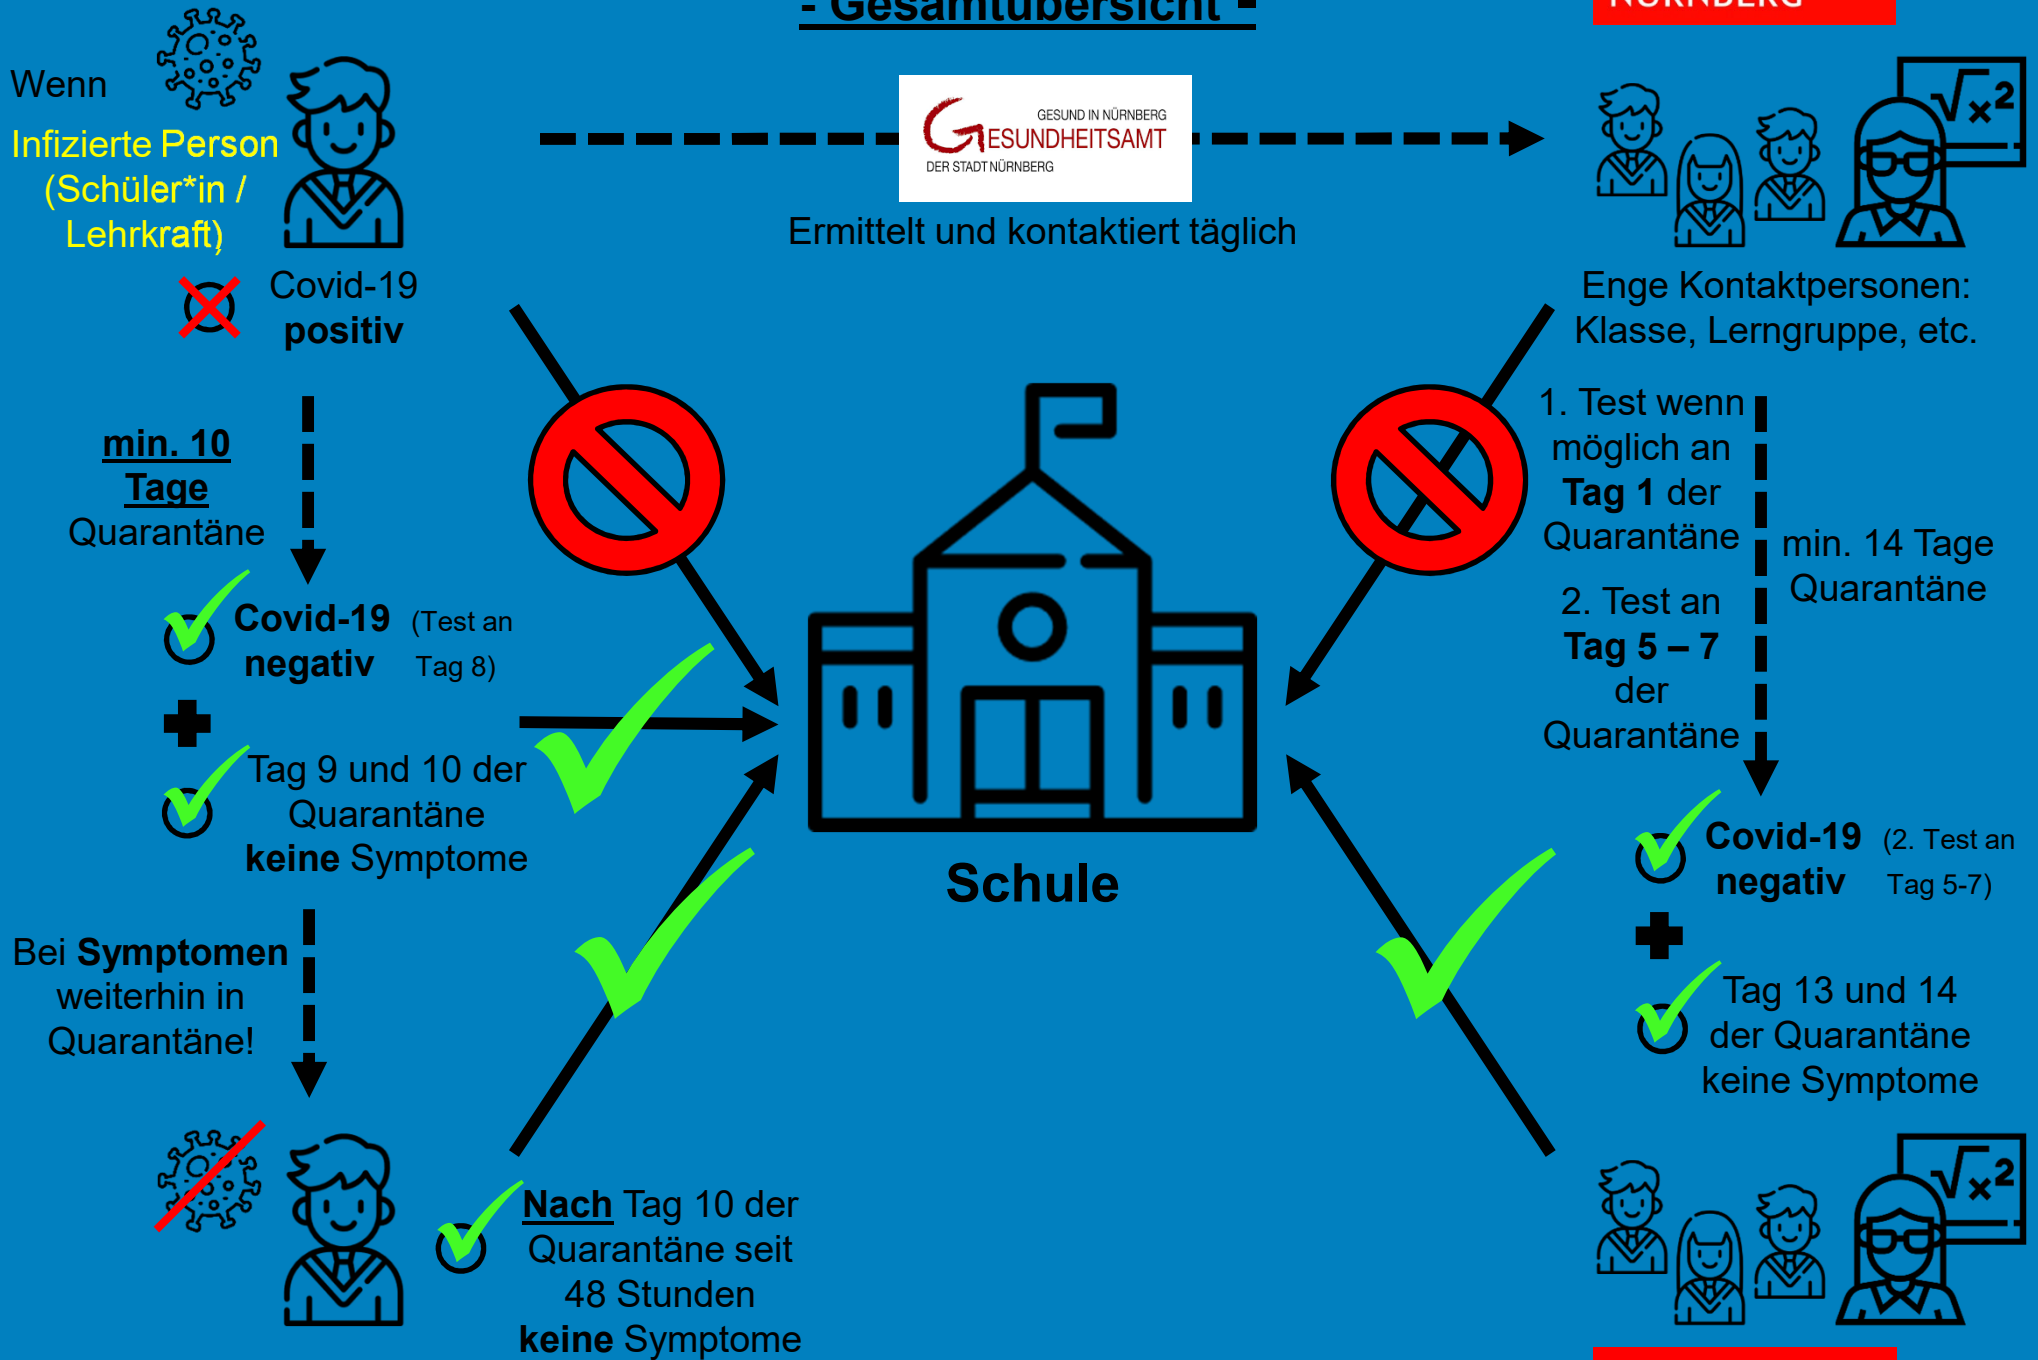 - Gesamtübersicht -
NÜRNBERG
Wenn
Infizierte Person
(Schüler*in /
Lehrkraft)
Covid-19
positiv
GESUND IN NÜRNBERG
GESUNDHEITSAMT
DER STADT NÜRNBERG
Ermittelt und kontaktiert täglich
√x²
Enge Kontaktpersonen:
Klasse, Lerngruppe, etc.
min. 10
Tage
Quarantäne
Covid-19 (Test an
negativ Tag 8)
Tag 9 und 10 der
Quarantäne
keine Symptome
Bei Symptomen
weiterhin in
Quarantäne!
Nach Tag 10 der
Quarantäne seit
48 Stunden
keine Symptome
Schule
1. Test wenn
möglich an
Tag 1 der
Quarantäne
2. Test an
Tag 5 – 7
der
Quarantäne
min. 14 Tage
Quarantäne
Covid-19 (2. Test an
negativ Tag 5-7)
Tag 13 und 14
der Quarantäne
keine Symptome
√x²